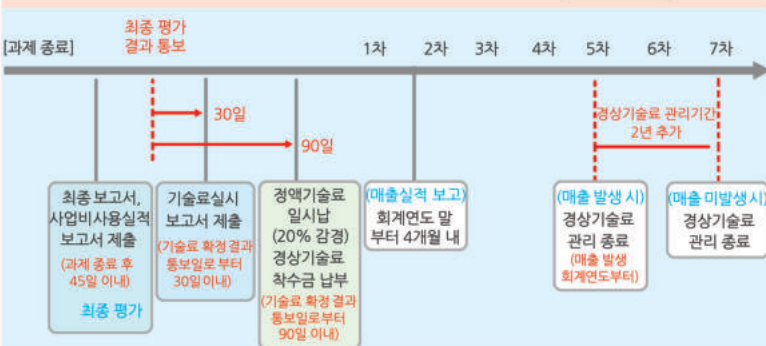 최종 평가
결과 통보
[과제 종료]
1차
2차
3차
4차
5차
6차
7차
30일
90일
경상기술료 관리기간
2년 추가
최종 보고서,
사업비사용실적
보고서 제출
(과제 종료 후
45일 이내)
최종 평가
기술료실시
보고서 제출
(기술료 확정 결과
통보일로 부터
30일이내)
정액기술료
일시납
(20% 감경)
경상기술료
착수금 납부
(기술료 확정 결과
통보일로부터
90일 이내)
(매출실적 보고)
회계연도 말
부터 4개월 내
(매출 발생 시)
경상기술료
관리 종료
(매출 발생
회계연도부터)
(매출 미발생 시)
경상기술료
관리 종료